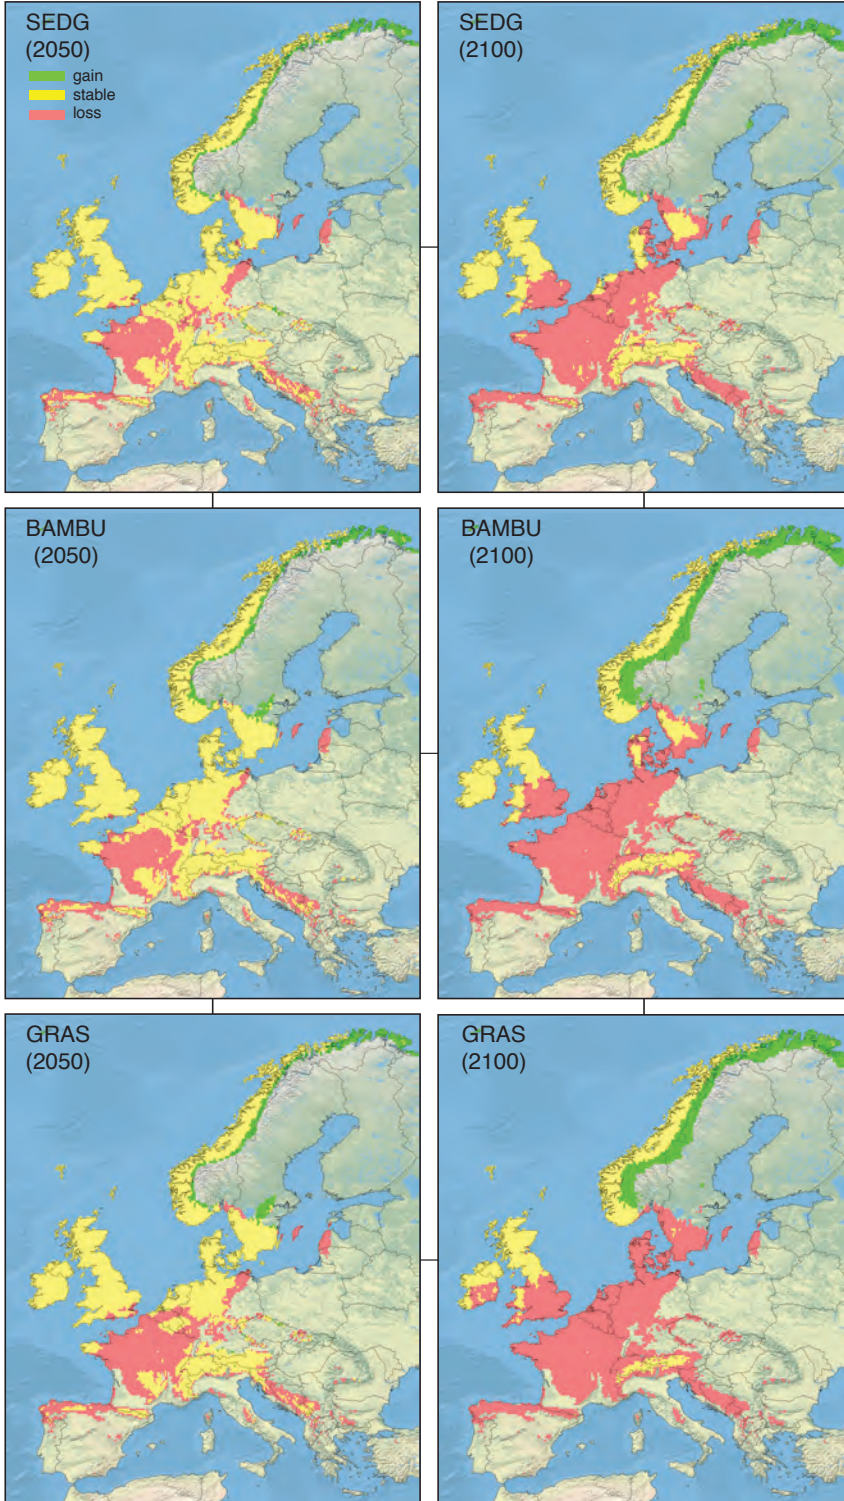 SEDG
(2050)
gain
stable
loss
SEDG
(2100)
BAMBU
(2050)
BAMBU
(2100)
GRAS
(2050)
GRAS
(2100)